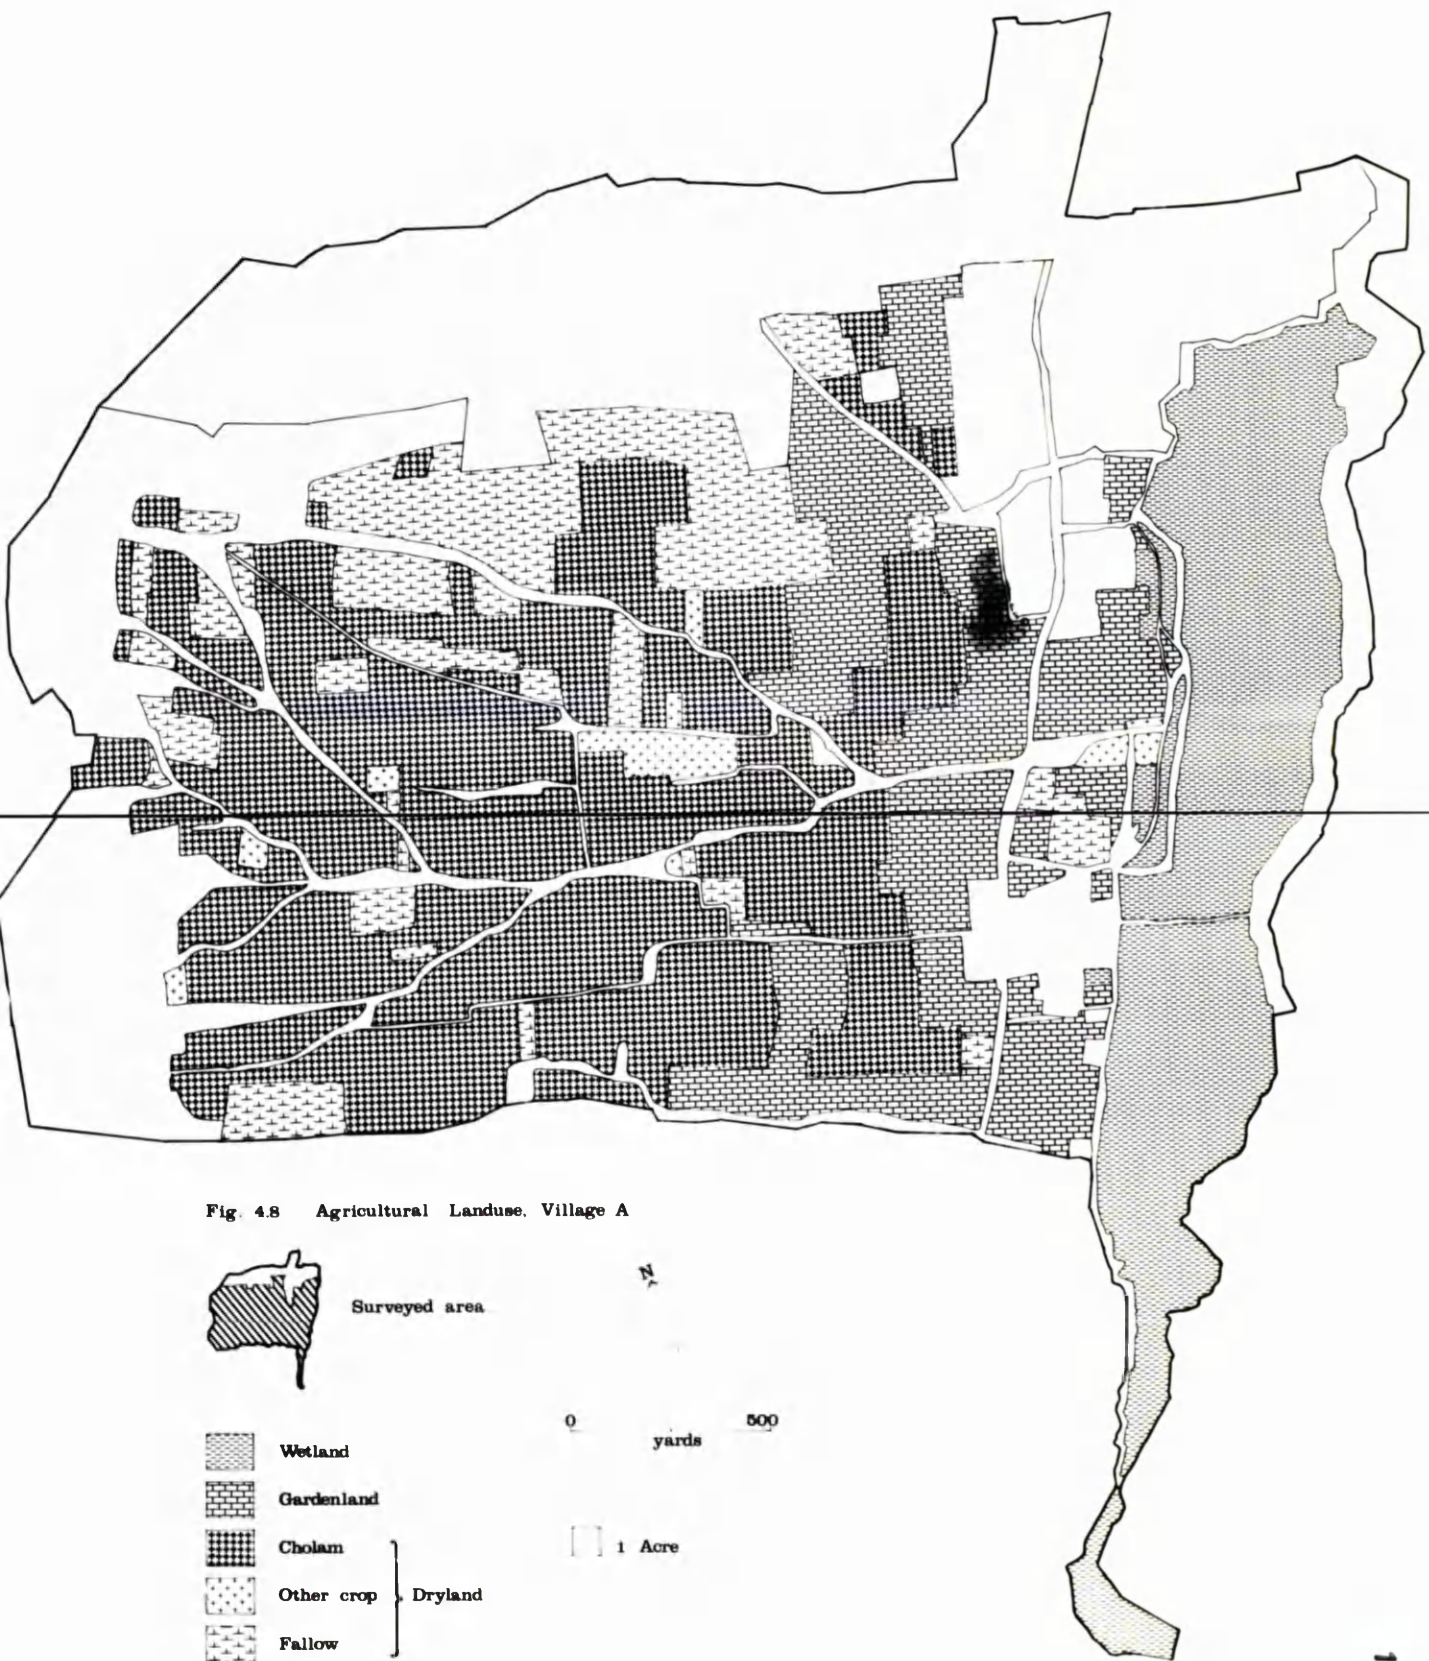 Fig. 4.8 Agricultural Landuse, Village A
N
Surveyed area
0 500
yards
Wetland
Gardenland
Cholam
1 Acre
Other crop
Dryland
Fallow
1